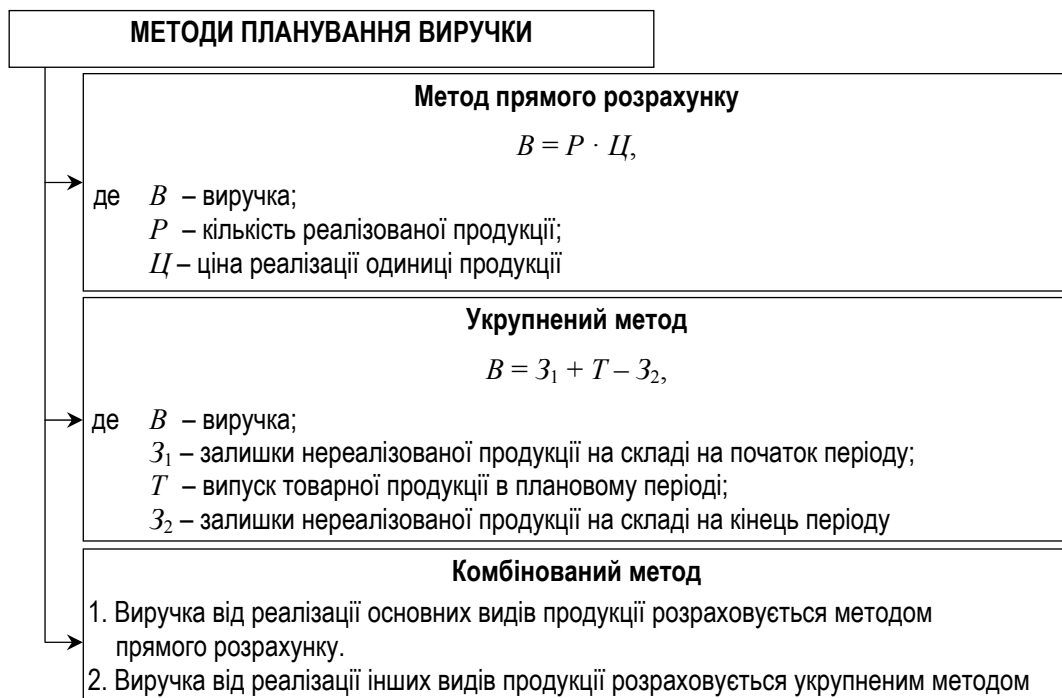 МЕТОДИ ПЛАНУВАННЯ ВИРУЧКИ
Метод прямого розрахунку
В = Р · Ц,
де В – виручка;
Р – кількість реалізованої продукції;
Ц – ціна реалізації одиниці продукції
Укрупнений метод
В = З₁ + Т – З₂,
де В – виручка;
З₁ – залишки нереалізованої продукції на складі на початок періоду;
Т – випуск товарної продукції в плановому періоді;
З₂ – залишки нереалізованої продукції на складі на кінець періоду
Комбінований метод
1. Виручка від реалізації основних видів продукції розраховується методом
прямого розрахунку.
2. Виручка від реалізації інших видів продукції розраховується укрупненим методом